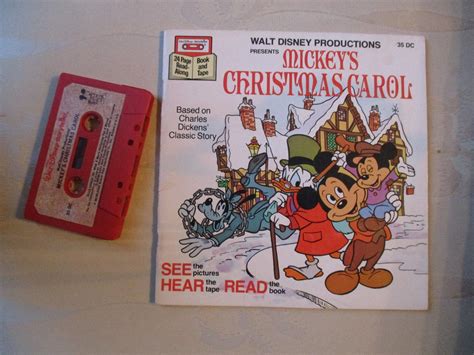 24 Page
Read-
Along
Book
and
Tape
WALT DISNEY PRODUCTIONS
35 DC
PRESENTS
MICKEY'S
CHRISTMAS CAROL
Based on
Charles
Dickens'
Classic Story
SEE the pictures
HEAR the tape READ the book
MICKEY'S CHRISTMAS CAROL